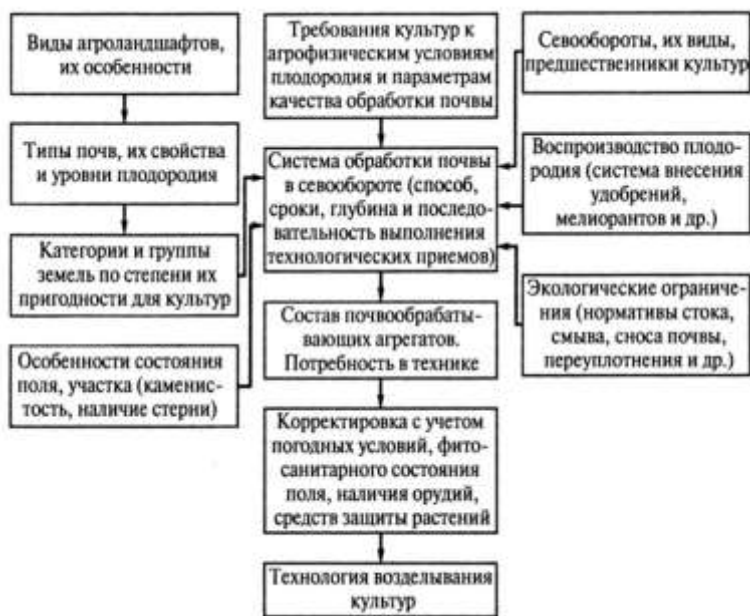 Виды агроландшафтов,
их особенности
Типы почв, их свойства
и уровни плодородия
Категории и группы
земель по степени их
пригодности для культур
Особенности состояния
поля, участка (каменис-
тость, наличие стерни)
Требования культур к
агрофизическим условиям
плодородия и параметрам
качества обработки почвы
Система обработки почвы
в севообороте (способ,
сроки, глубина и последо-
вательность выполнения
технологических приемов)
Состав почвообрабаты-
вающих агрегатов.
Потребность в технике
Корректировка с учетом
погодных условий, фито-
санитарного состояния
поля, наличия орудий,
средств защиты растений
Технология возделывания
культур
Севообороты, их виды,
предшественники культур
Воспроизводство плодо-
родия (система внесения
удобрений,
мелиорантов и др.)
Экологические ограниче-
ния (нормативы стока,
смыва, сноса почвы,
переуплотнения и др.)